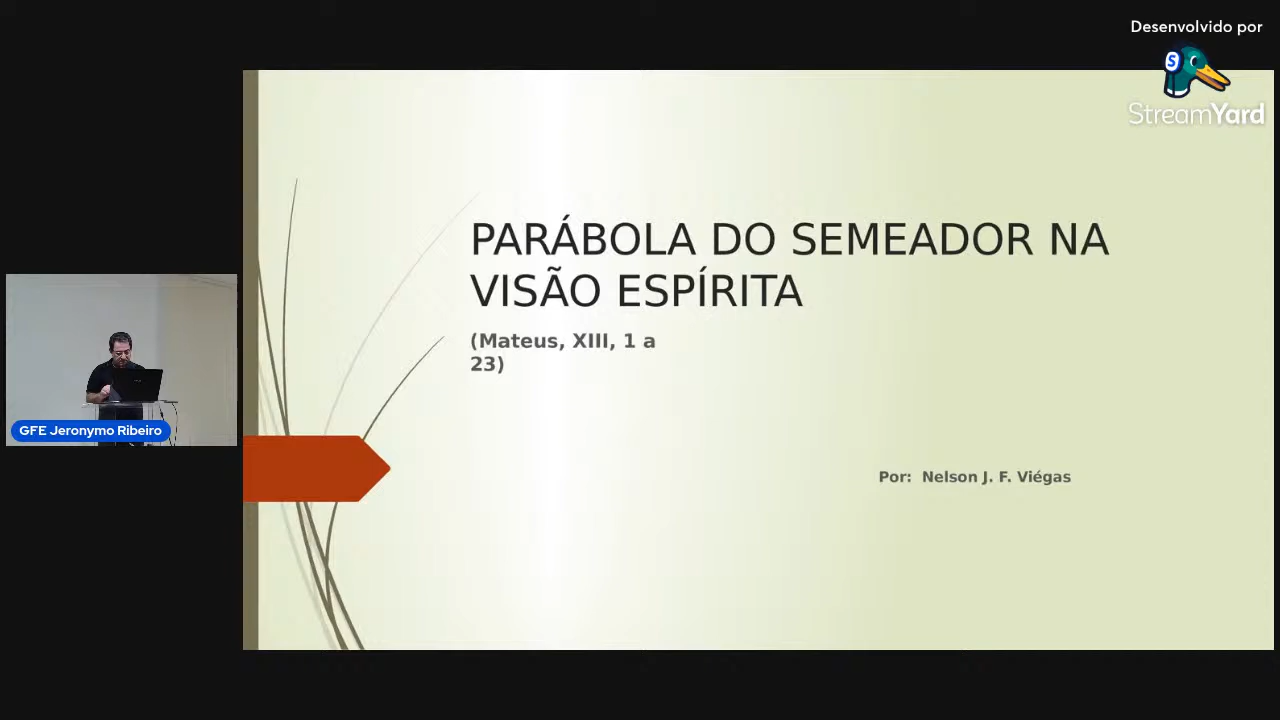 Desenvolvido por
S
StreamYard
PARÁBOLA DO SEMEADOR NA
VISÃO ESPÍRITA
(Mateus, XIII, 1 a
23)
GFE Jeronymo Ribeiro
Por: Nelson J. F. Viégas